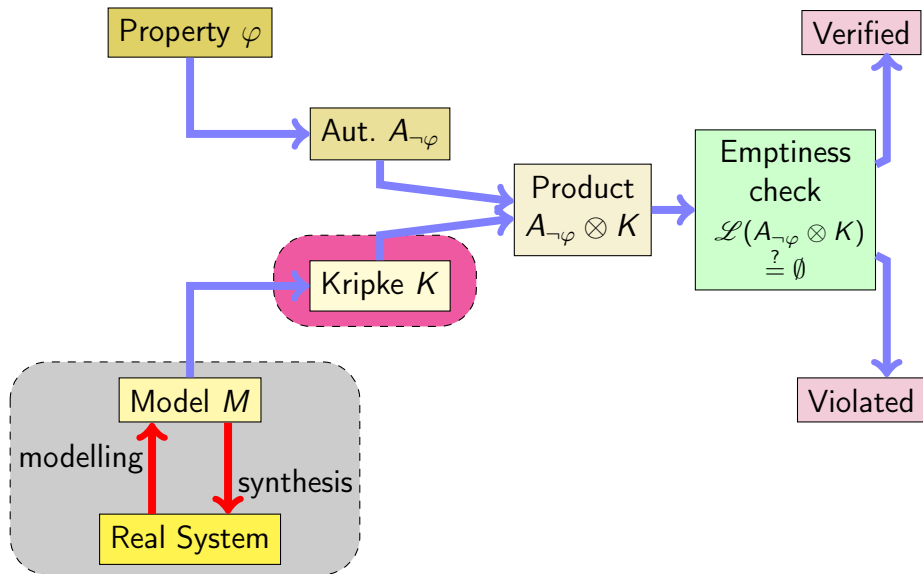 Property φ
Verified
Aut. A¬φ
Emptiness
check
ℒ(A¬φ ⊗ K)
≟ ∅
Product
A¬φ ⊗ K
Kripke K
Model M
Violated
modelling
synthesis
Real System